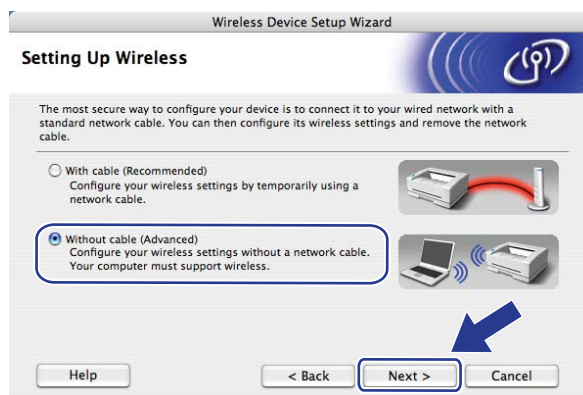 Wireless Device Setup Wizard
Setting Up Wireless
The most secure way to configure your device is to connect it to your wired network with a
standard network cable. You can then configure its wireless settings and remove the network
cable.
With cable (Recommended)
Configure your wireless settings by temporarily using a
network cable.
Without cable (Advanced)
Configure your wireless settings without a network cable.
Your computer must support wireless.
Help
< Back
Next >
Cancel